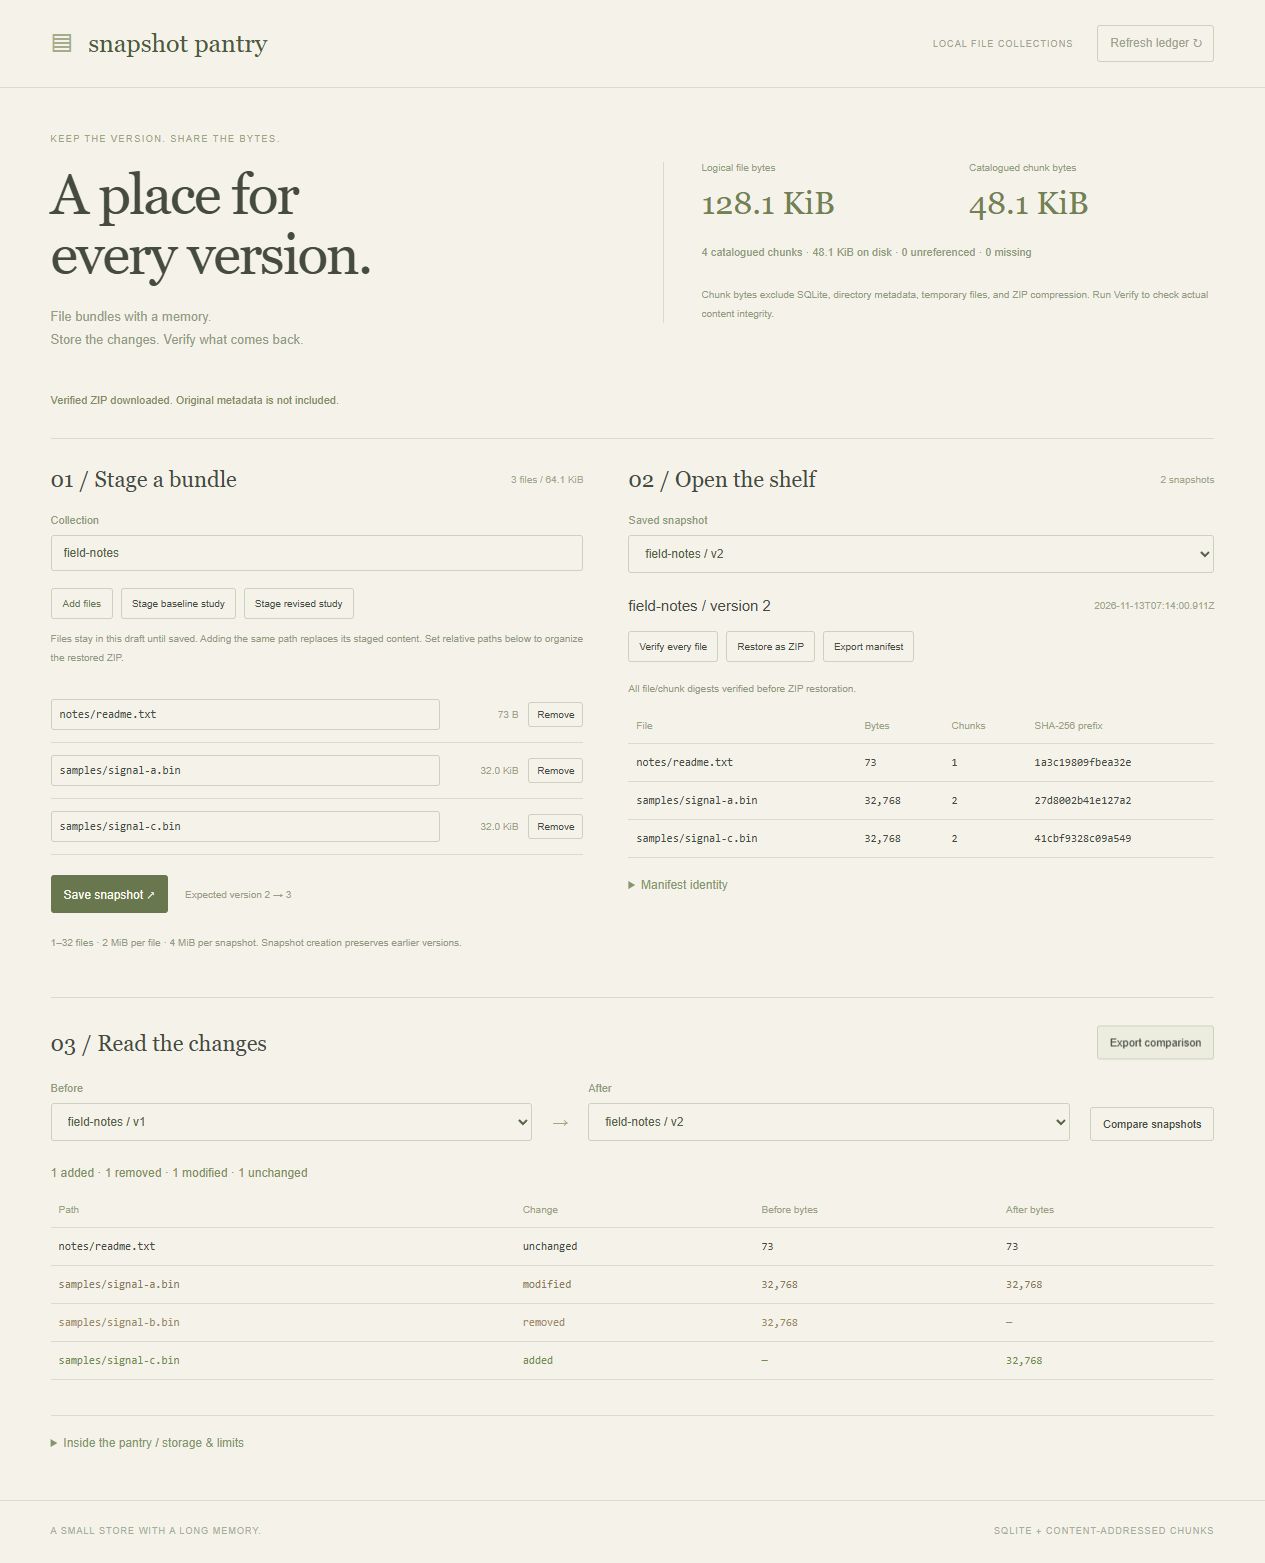 snapshot pantry
LOCAL FILE COLLECTIONS
Refresh ledger ↻
KEEP THE VERSION. SHARE THE BYTES.
A place for
every version.
File bundles with a memory.
Store the changes. Verify what comes back.
Logical file bytes
128.1 KiB
Catalogued chunk bytes
48.1 KiB
4 catalogued chunks · 48.1 KiB on disk · 0 unreferenced · 0 missing
Chunk bytes exclude SQLite, directory metadata, temporary files, and ZIP compression. Run Verify to check actual
content integrity.
Verified ZIP downloaded. Original metadata is not included.
01 / Stage a bundle
3 files / 64.1 KiB
Collection
field-notes
Add files
Stage baseline study
Stage revised study
Files stay in this draft until saved. Adding the same path replaces its staged content. Set relative paths below to organize
the restored ZIP.
notes/readme.txt 73 B Remove
samples/signal-a.bin 32.0 KiB Remove
samples/signal-c.bin 32.0 KiB Remove
Save snapshot ↗
Expected version 2 → 3
1–32 files · 2 MiB per file · 4 MiB per snapshot. Snapshot creation preserves earlier versions.
02 / Open the shelf
2 snapshots
Saved snapshot
field-notes / v2
field-notes / version 2
2026-11-13T07:14:00.911Z
Verify every file
Restore as ZIP
Export manifest
All file/chunk digests verified before ZIP restoration.
File Bytes Chunks SHA-256 prefix
notes/readme.txt 73 1 1a3c19809fbea32e
samples/signal-a.bin 32,768 2 27d8002b41e127a2
samples/signal-c.bin 32,768 2 41cbf9328c09a549
Manifest identity
03 / Read the changes
Export comparison
Before
field-notes / v1
→
After
field-notes / v2
Compare snapshots
1 added · 1 removed · 1 modified · 1 unchanged
Path Change Before bytes After bytes
notes/readme.txt unchanged 73 73
samples/signal-a.bin modified 32,768 32,768
samples/signal-b.bin removed 32,768 —
samples/signal-c.bin added — 32,768
Inside the pantry / storage & limits
A SMALL STORE WITH A LONG MEMORY.
SQLITE + CONTENT-ADDRESSED CHUNKS